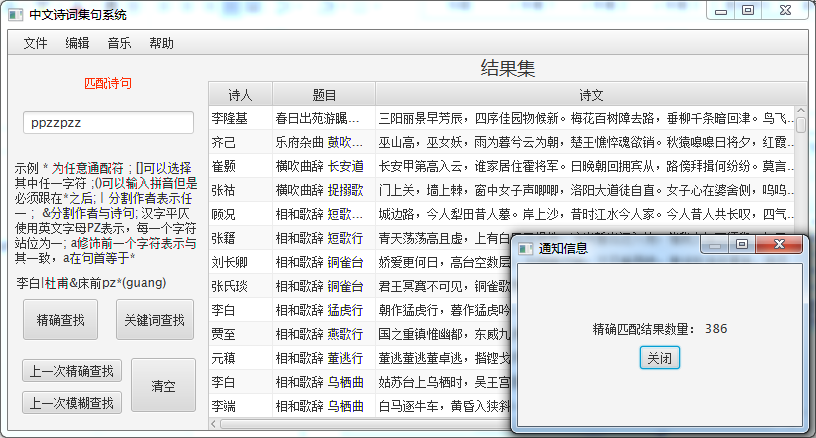 中文诗词集句系统
文件 编辑 音乐 帮助
匹配诗句
ppzzpzz
示例 * 为任意通配符；[]可以选择
其中任一字符 ;()可以输入拼音但是
必须跟在*之后;丨分割作者表示任
一； &分割作者与诗句; 汉字平仄
使用英文字母PZ表示，每一个字符
站位为一; a修饰前一个字符表示与
其一致，a在句首等于*
李白|杜甫&床前pz*(guang)
精确查找 关键词查找
上一次精确查找
上一次模糊查找
清空
结果集
诗人 题目 诗文
李隆基 春日出苑游瞩... 三阳丽景早芳辰，四序佳园物候新。梅花百树障去路，垂柳千条暗回津。鸟飞...
齐己 乐府杂曲 鼓吹... 巫山高，巫女妖，雨为暮兮云为朝，楚王憔悴魂欲销。秋猿嗥嗥日将夕，红霞...
崔颢 横吹曲辞 长安道 长安甲第高入云，谁家居住霍将军。日晚朝回拥宾从，路傍拜揖何纷纷。莫言...
张祜 横吹曲辞 捉搦歌 门上关，墙上棘，窗中女子声唧唧，洛阳大道徒自直。女子心在婆舍侧，呜呜...
顾况 相和歌辞 短歌... 城边路，今人犁田昔人墓。岸上沙，昔时江水今人家。今人昔人共长叹，四气...
张籍 相和歌辞 短歌行 青天荡荡高且虚，上有白
刘长卿 相和歌辞 铜雀台 娇爱更何日，高台空数层
张氏琰 相和歌辞 铜雀台 君王冥寞不可见，铜雀歌
李白 相和歌辞 猛虎行 朝作猛虎行，暮作猛虎吟
贾至 相和歌辞 燕歌行 国之重镇惟幽都，东威九
元稹 相和歌辞 董逃行 董逃董逃董卓逃，揩铿戈
李白 相和歌辞 乌栖曲 姑苏台上乌栖时，吴王宫
李端 相和歌辞 乌栖曲 白马逐牛车，黄昏入狭斜
通知信息
精确匹配结果数量： 386
关闭